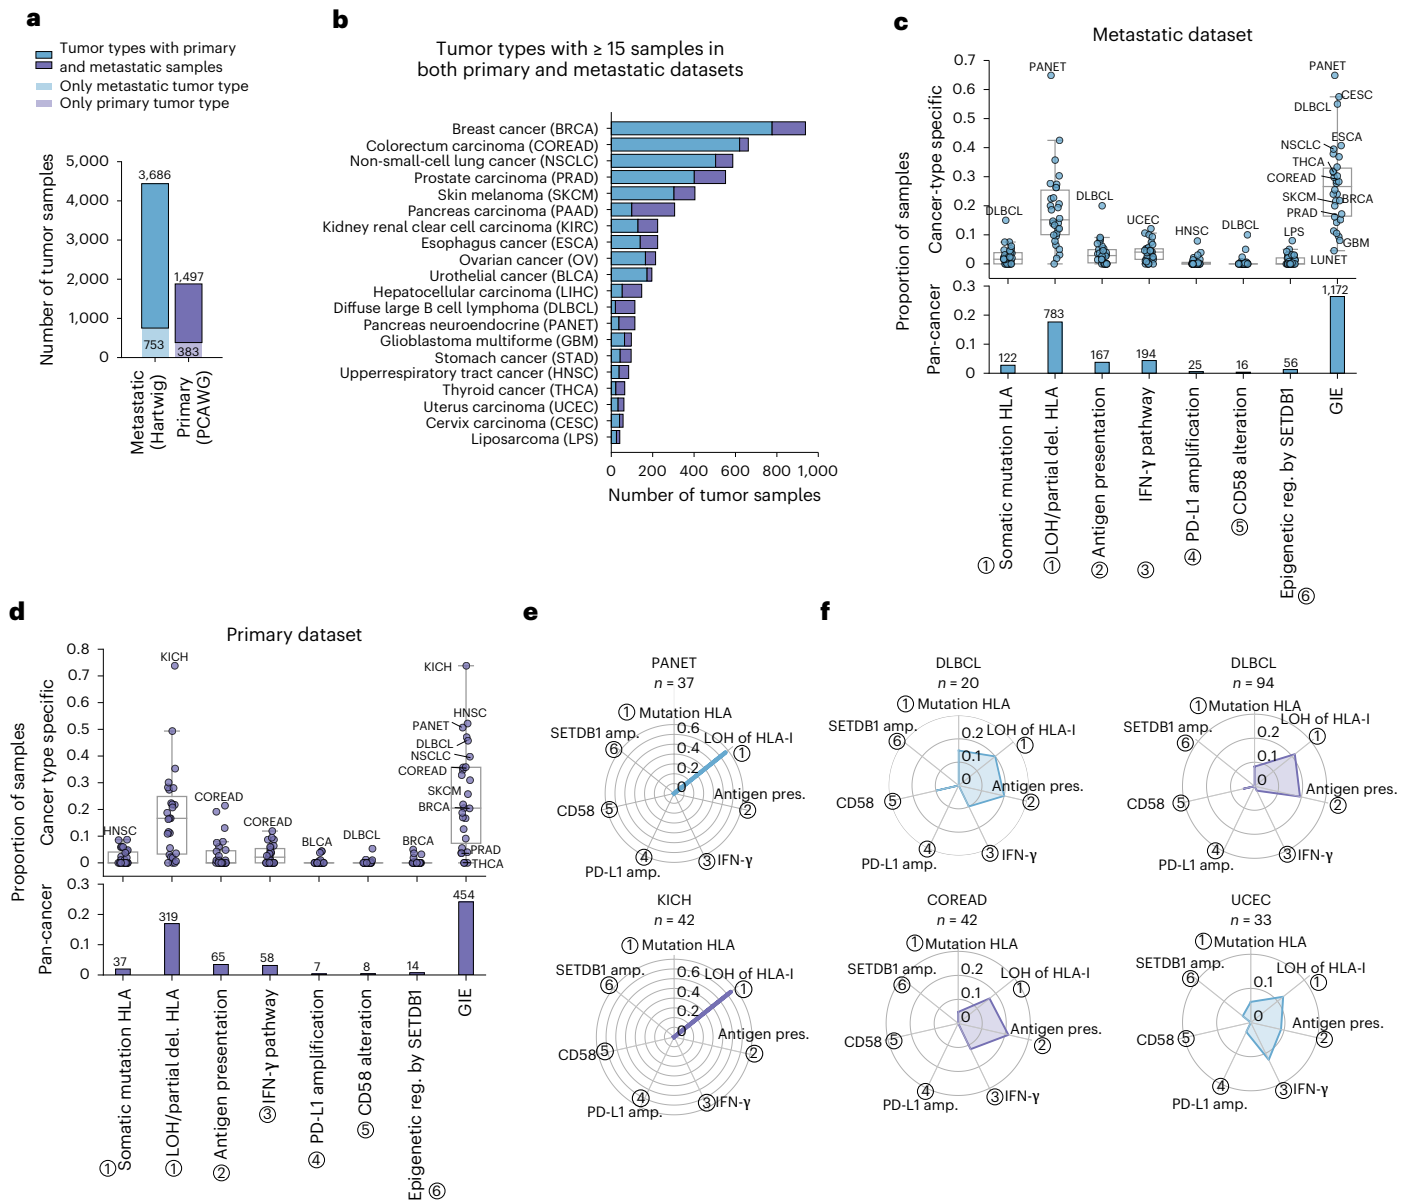 a
Tumor types with primary
and metastatic samples
Only metastatic tumor type
Only primary tumor type
Number of tumor samples
5,000
4,000
3,000
2,000
1,000
0
3,686
753
1,497
383
Metastatic
(Hartwig)
Primary
(PCAWG)
b
Tumor types with ≥ 15 samples in
both primary and metastatic datasets
Breast cancer (BRCA)
Colorectum carcinoma (COREAD)
Non-small-cell lung cancer (NSCLC)
Prostate carcinoma (PRAD)
Skin melanoma (SKCM)
Pancreas carcinoma (PAAD)
Kidney renal clear cell carcinoma (KIRC)
Esophagus cancer (ESCA)
Ovarian cancer (OV)
Urothelial cancer (BLCA)
Hepatocellular carcinoma (LIHC)
Diffuse large B cell lymphoma (DLBCL)
Pancreas neuroendocrine (PANET)
Glioblastoma multiforme (GBM)
Stomach cancer (STAD)
Upperrespiratory tract cancer (HNSC)
Thyroid cancer (THCA)
Uterus carcinoma (UCEC)
Cervix carcinoma (CESC)
Liposarcoma (LPS)
0 200 400 600 800 1,000
Number of tumor samples
c
Metastatic dataset
Proportion of samples
Cancer-type specific
0.7
0.6
0.5
0.4
0.3
0.2
0.1
0
DLBCL
PANET
DLBCL
UCEC
HNSC
DLBCL
LPS
PANET
CESC
DLBCL
ESCA
NSCLC
THCA
COREAD
SKCM
BRCA
PRAD
GBM
LUNET
Pan-cancer
0.3
0.2
0.1
0
122
783
167
194
25
16
56
1,172
① Somatic mutation HLA
① LOH/partial del. HLA
② Antigen presentation
③ IFN-γ pathway
④ PD-L1 amplification
⑤ CD58 alteration
Epigenetic reg. by SETDB1 ⑥
GIE
d
Primary dataset
Proportion of samples
Cancer type specific
0.8
0.7
0.6
0.5
0.4
0.3
0.2
0.1
0
HNSC
KICH
COREAD
COREAD
BLCA
DLBCL
BRCA
KICH
HNSC
PANET
DLBCL
NSCLC
COREAD
SKCM
BRCA
PRAD
THCA
Pan-cancer
0.3
0.2
0.1
0
37
319
65
58
7
8
14
454
① Somatic mutation HLA
① LOH/partial del. HLA
② Antigen presentation
③ IFN-γ pathway
④ PD-L1 amplification
⑤ CD58 alteration
Epigenetic reg. by SETDB1 ⑥
GIE
e
PANET
n = 37
① Mutation HLA
SETDB1 amp.
⑥
0.6
LOH of HLA-I
①
0.4
0.2
0
Antigen pres.
②
CD58 ⑤
④
PD-L1 amp.
③ IFN-γ
KICH
n = 42
① Mutation HLA
SETDB1 amp.
⑥
0.6
LOH of HLA-I
①
0.4
0.2
0
Antigen pres.
②
CD58 ⑤
④
PD-L1 amp.
③ IFN-γ
f
DLBCL
n = 20
① Mutation HLA
SETDB1 amp.
⑥
0.2
LOH of HLA-I
①
0.1
0
Antigen pres.
②
CD58 ⑤
④
PD-L1 amp.
③ IFN-γ
DLBCL
n = 94
① Mutation HLA
SETDB1 amp.
⑥
LOH of HLA-I
①
0.2
0.1
0
Antigen pres.
②
CD58 ⑤
④
PD-L1 amp.
③ IFN-γ
COREAD
n = 42
① Mutation HLA
SETDB1 amp.
⑥
0.2
LOH of HLA-I
①
0.1
0
Antigen pres.
②
CD58 ⑤
④
PD-L1 amp.
③ IFN-γ
UCEC
n = 33
① Mutation HLA
SETDB1 amp.
⑥
LOH of HLA-I
①
0.1
0
Antigen pres.
②
CD58 ⑤
④
PD-L1 amp.
③ IFN-γ